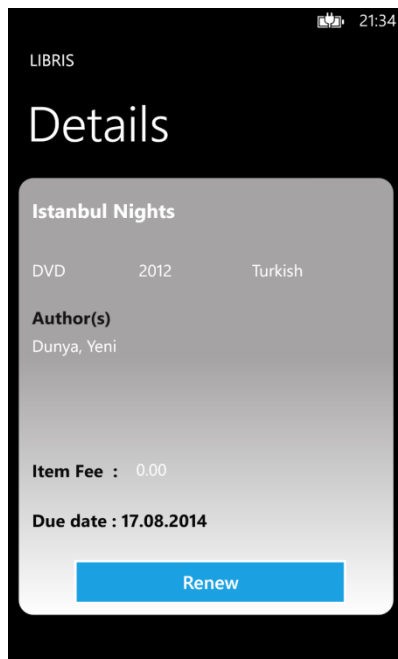 21:34
LIBRIS
Details
Istanbul Nights
DVD 2012 Turkish
Author(s)
Dunya, Yeni
Item Fee : 0.00
Due date : 17.08.2014
Renew